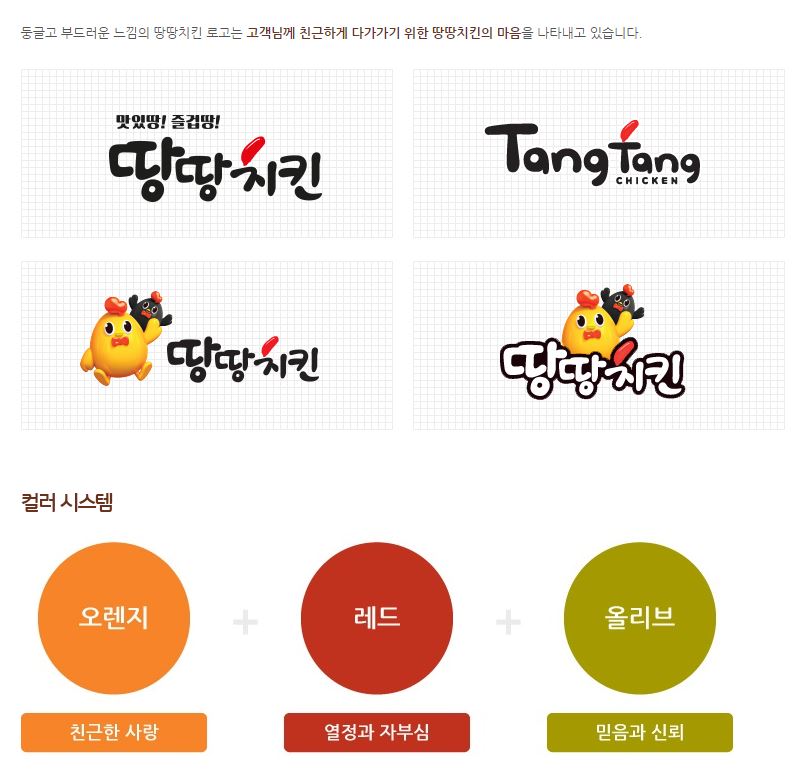 둥글고 부드러운 느낌의 땅땅치킨 로고는 고객님께 친근하게 다가가기 위한 땅땅치킨의 마음을 나타내고 있습니다.
맛있땅! 즐겁땅!
땅땅치킨
Tang Tang
CHICKEN
땅땅치킨
땅땅치킨
컬러 시스템
오렌지 + 레드 + 올리브
친근한 사랑 열정과 자부심 믿음과 신뢰